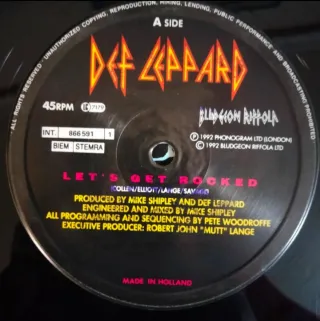 ALL RIGHTS RESERVED · UNAUTHORIZED COPYING, REPRODUCTION, HIRING, LENDING, PUBLIC PERFORMANCE AND BROADCASTING PROHIBITED
A SIDE
DEF LEPPARD
45RPM
BLUDGEON RIFFOLA
INT. 866 591 1
BIEM STEMRA
Ⓟ 1992 PHONOGRAM LTD (LONDON)
© 1992 BLUDGEON RIFFOLA LTD
LET'S GET ROCKED
(COLLEN/ELLIOTT/LANGE/SAVAGE)
PRODUCED BY MIKE SHIPLEY AND DEF LEPPARD
ENGINEERED AND MIXED BY MIKE SHIPLEY
ALL PROGRAMMING AND SEQUENCING BY PETE WOODROFFE
EXECUTIVE PRODUCER: ROBERT JOHN "MUTT" LANGE
MADE IN HOLLAND